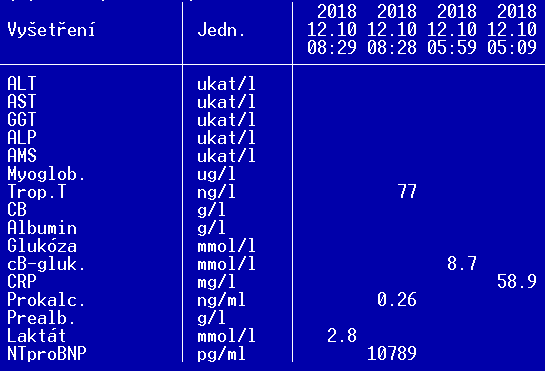 2018 2018 2018 2018
Vyšetření Jedn. 12.10 12.10 12.10 12.10
08:29 08:28 05:59 05:09
ALT ukat/l
AST ukat/l
GGT ukat/l
ALP ukat/l
AMS ukat/l
Myoglob. ug/l
Trop.T ng/l 77
CB g/l
Albumin g/l
Glukóza mmol/l
cB-gluk. mmol/l 8.7
CRP mg/l 58.9
Prokalc. ng/ml 0.26
Prealb. g/l
Laktát mmol/l 2.8
NTproBNP pg/ml 10789